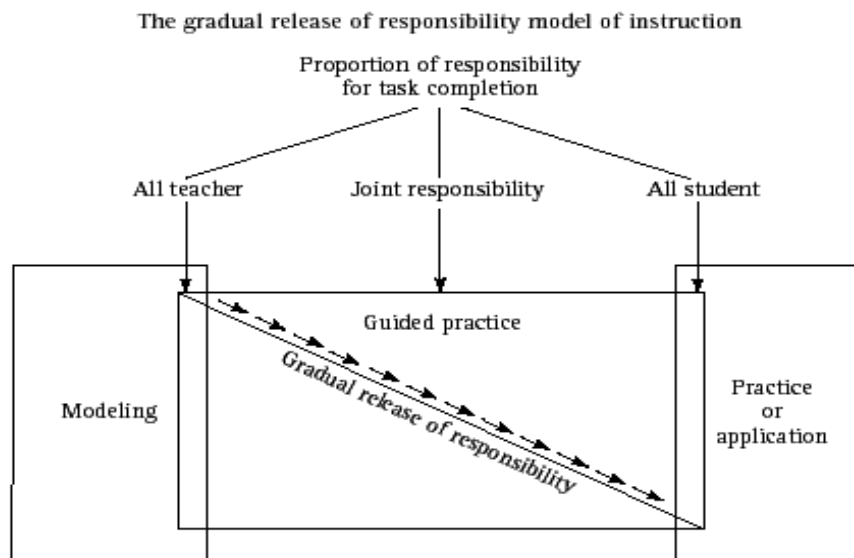 The gradual release of responsibility model of instruction
Proportion of responsibility
for task completion
All teacher
Joint responsibility
All student
Guided practice
Gradual release of responsibility
Modeling
Practice
or
application